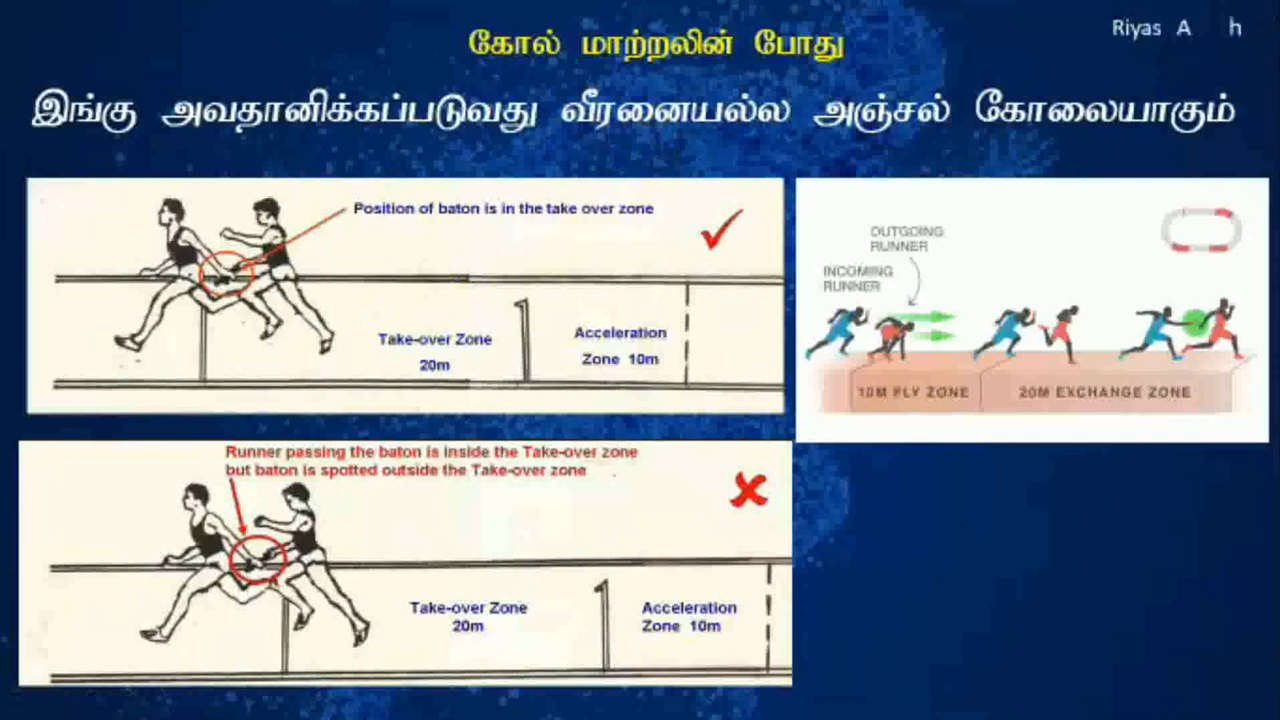 Riyas A h
கோல் மாற்றலின் போது
இங்கு அவதானிக்கப்படுவது வீரனையல்ல அஞ்சல் கோலையாகும்
Position of baton is in the take over zone
Take-over Zone
20m
Acceleration
Zone 10m
OUTGOING
RUNNER
INCOMING
RUNNER
10M FLY ZONE
20M EXCHANGE ZONE
Runner passing the baton is inside the Take-over zone
but baton is spotted outside the Take-over zone
Take-over Zone
20m
Acceleration
Zone 10m